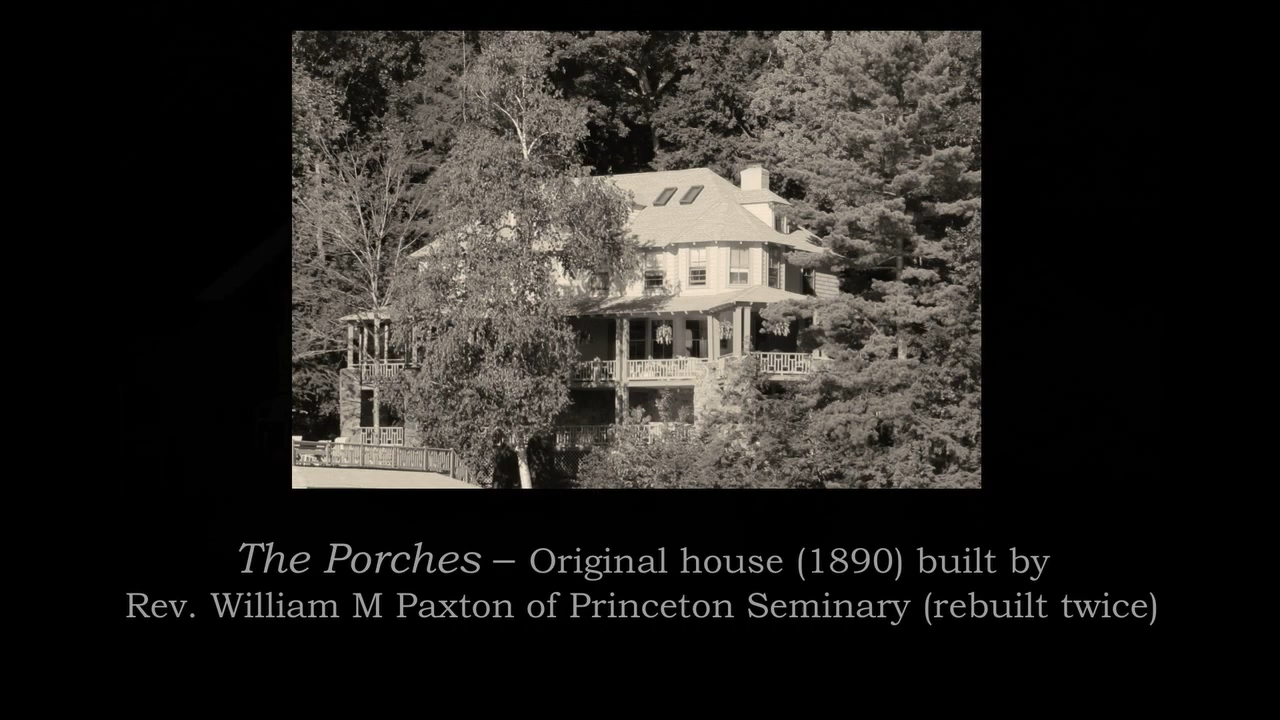 The Porches – Original house (1890) built by
Rev. William M Paxton of Princeton Seminary (rebuilt twice)